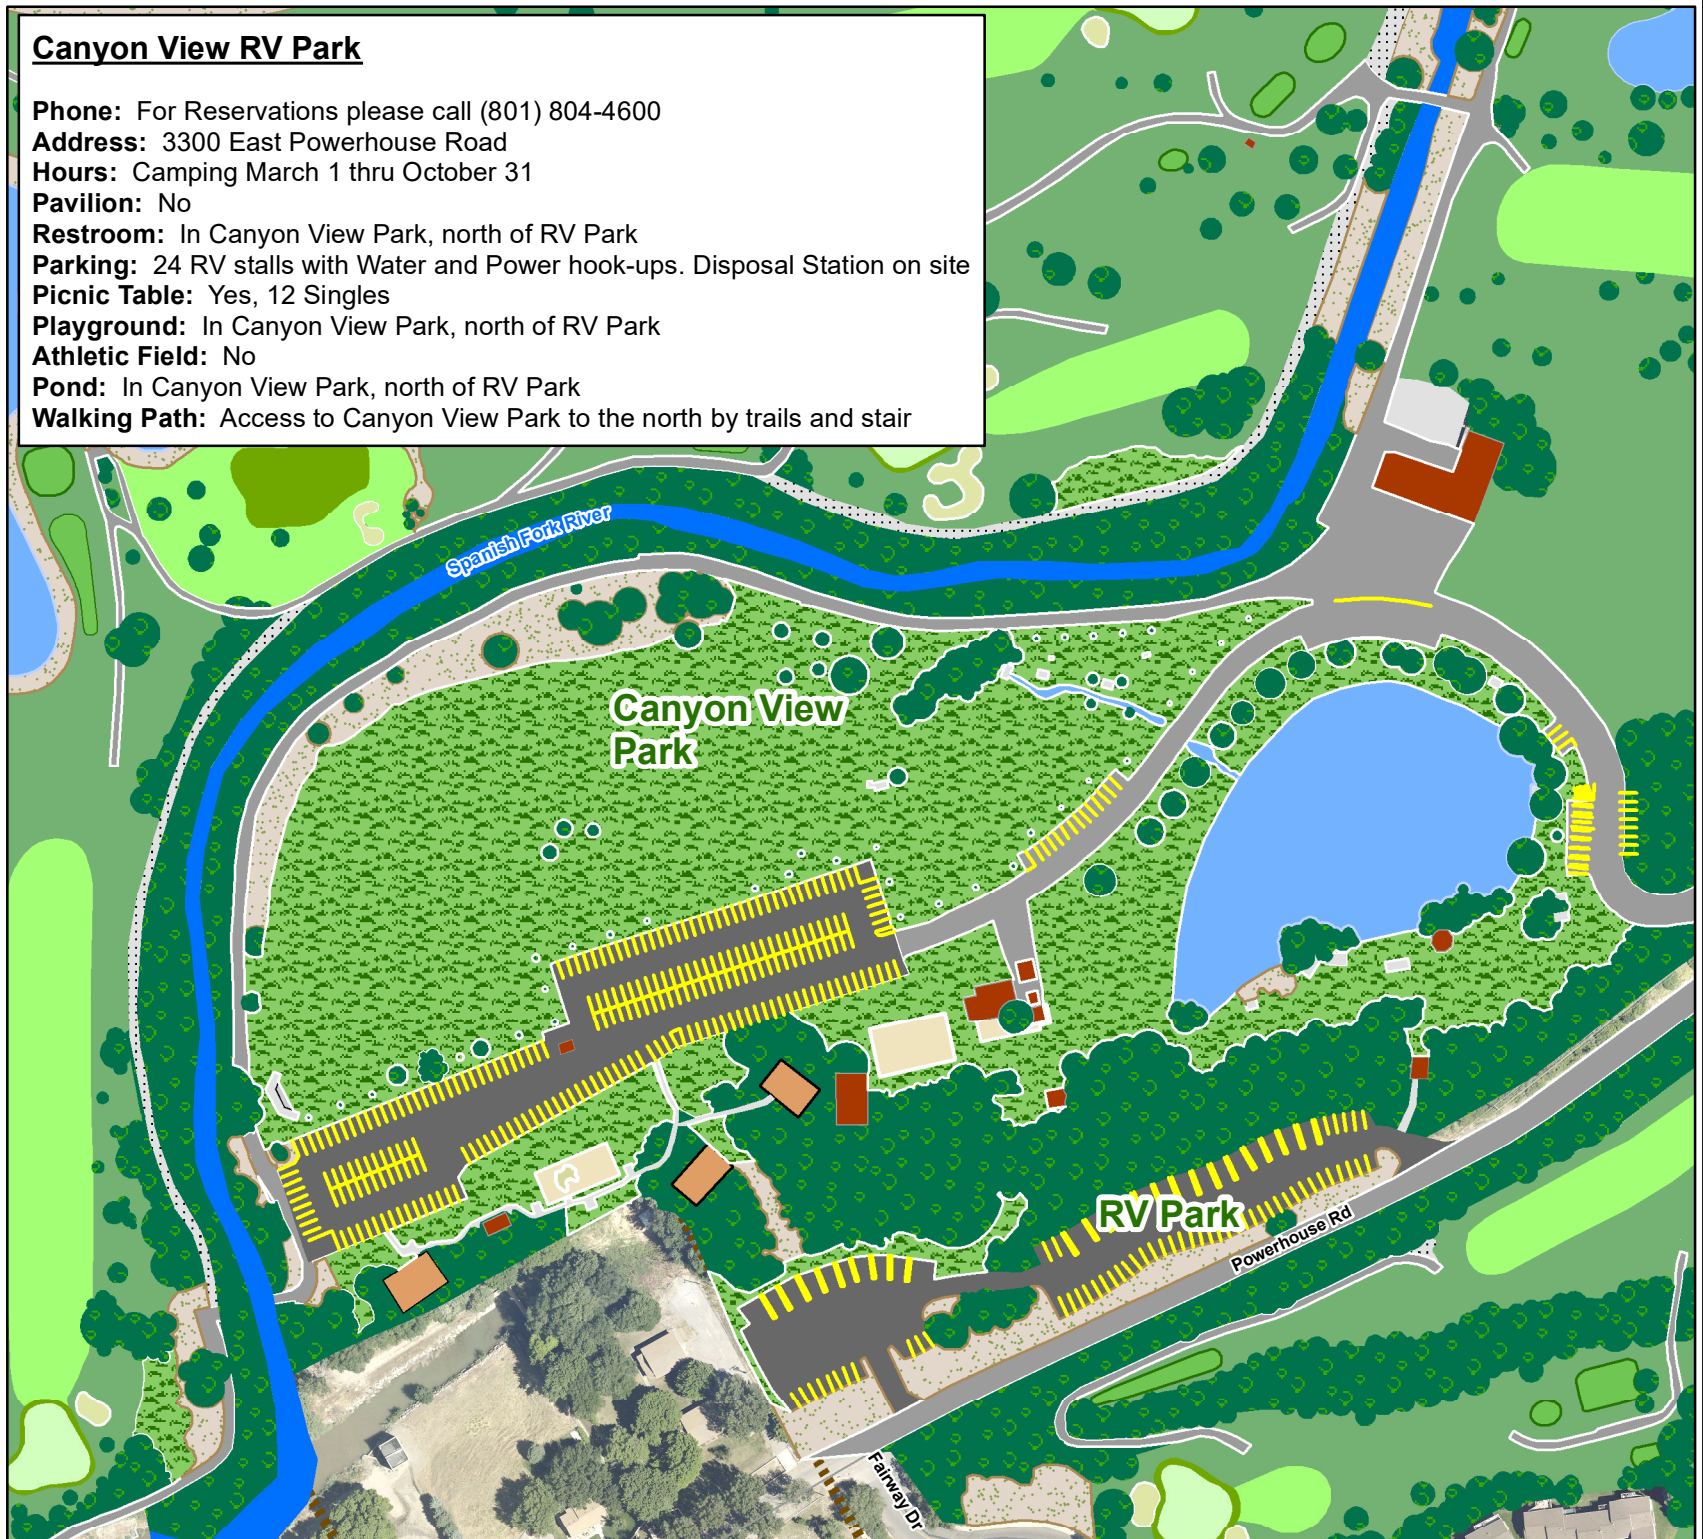 Canyon View RV Park
Phone: For Reservations please call (801) 804-4600
Address: 3300 East Powerhouse Road
Hours: Camping March 1 thru October 31
Pavilion: No
Restroom: In Canyon View Park, north of RV Park
Parking: 24 RV stalls with Water and Power hook-ups. Disposal Station on site
Picnic Table: Yes, 12 Singles
Playground: In Canyon View Park, north of RV Park
Athletic Field: No
Pond: In Canyon View Park, north of RV Park
Walking Path: Access to Canyon View Park to the north by trails and stair
Spanish Fork River
Canyon View
Park
RV Park
Powerhouse Rd
Fairway Dr